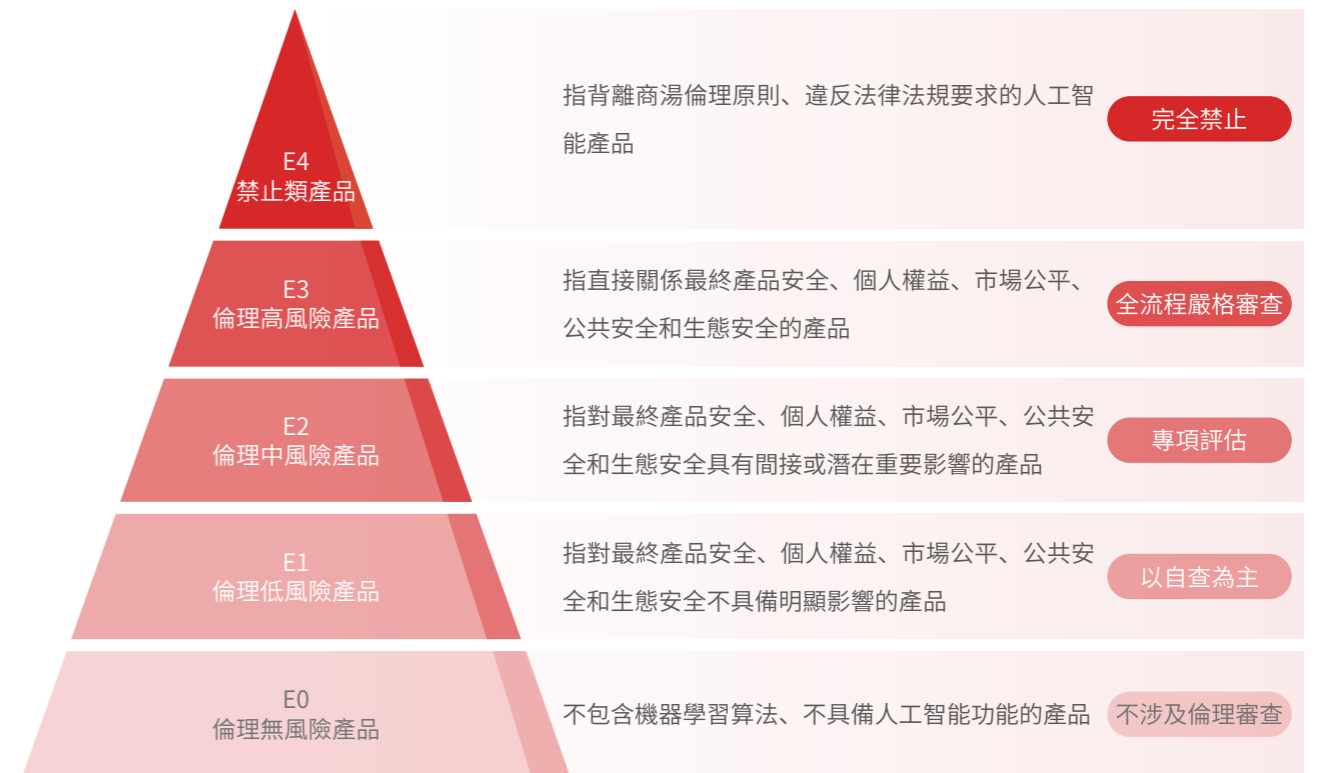 E4
禁止類產品
指背離商湯倫理原則、違反法律法規要求的人工智
能產品
完全禁止
E3
倫理高風險產品
指直接關係最終產品安全、個人權益、市場公平、
公共安全和生態安全的產品
全流程嚴格審查
E2
倫理中風險產品
指對最終產品安全、個人權益、市場公平、公共安
全和生態安全具有間接或潛在重要影響的產品
專項評估
E1
倫理低風險產品
指對最終產品安全、個人權益、市場公平、公共安
全和生態安全不具備明顯影響的產品
以自查為主
E0
倫理無風險產品
不包含機器學習算法、不具備人工智能功能的產品
不涉及倫理審查